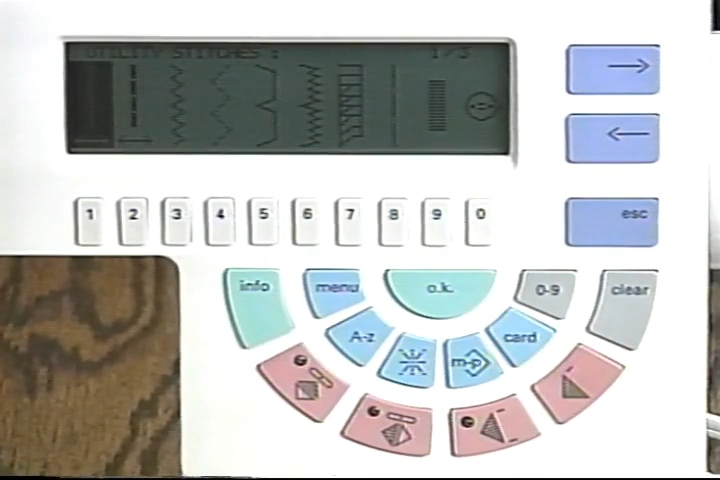 UTILITY STITCHES : 1/3
1 2 3 4 5 6 7 8 9 0
esc
info menu o.k. 0-9 clear
A-z m-p card